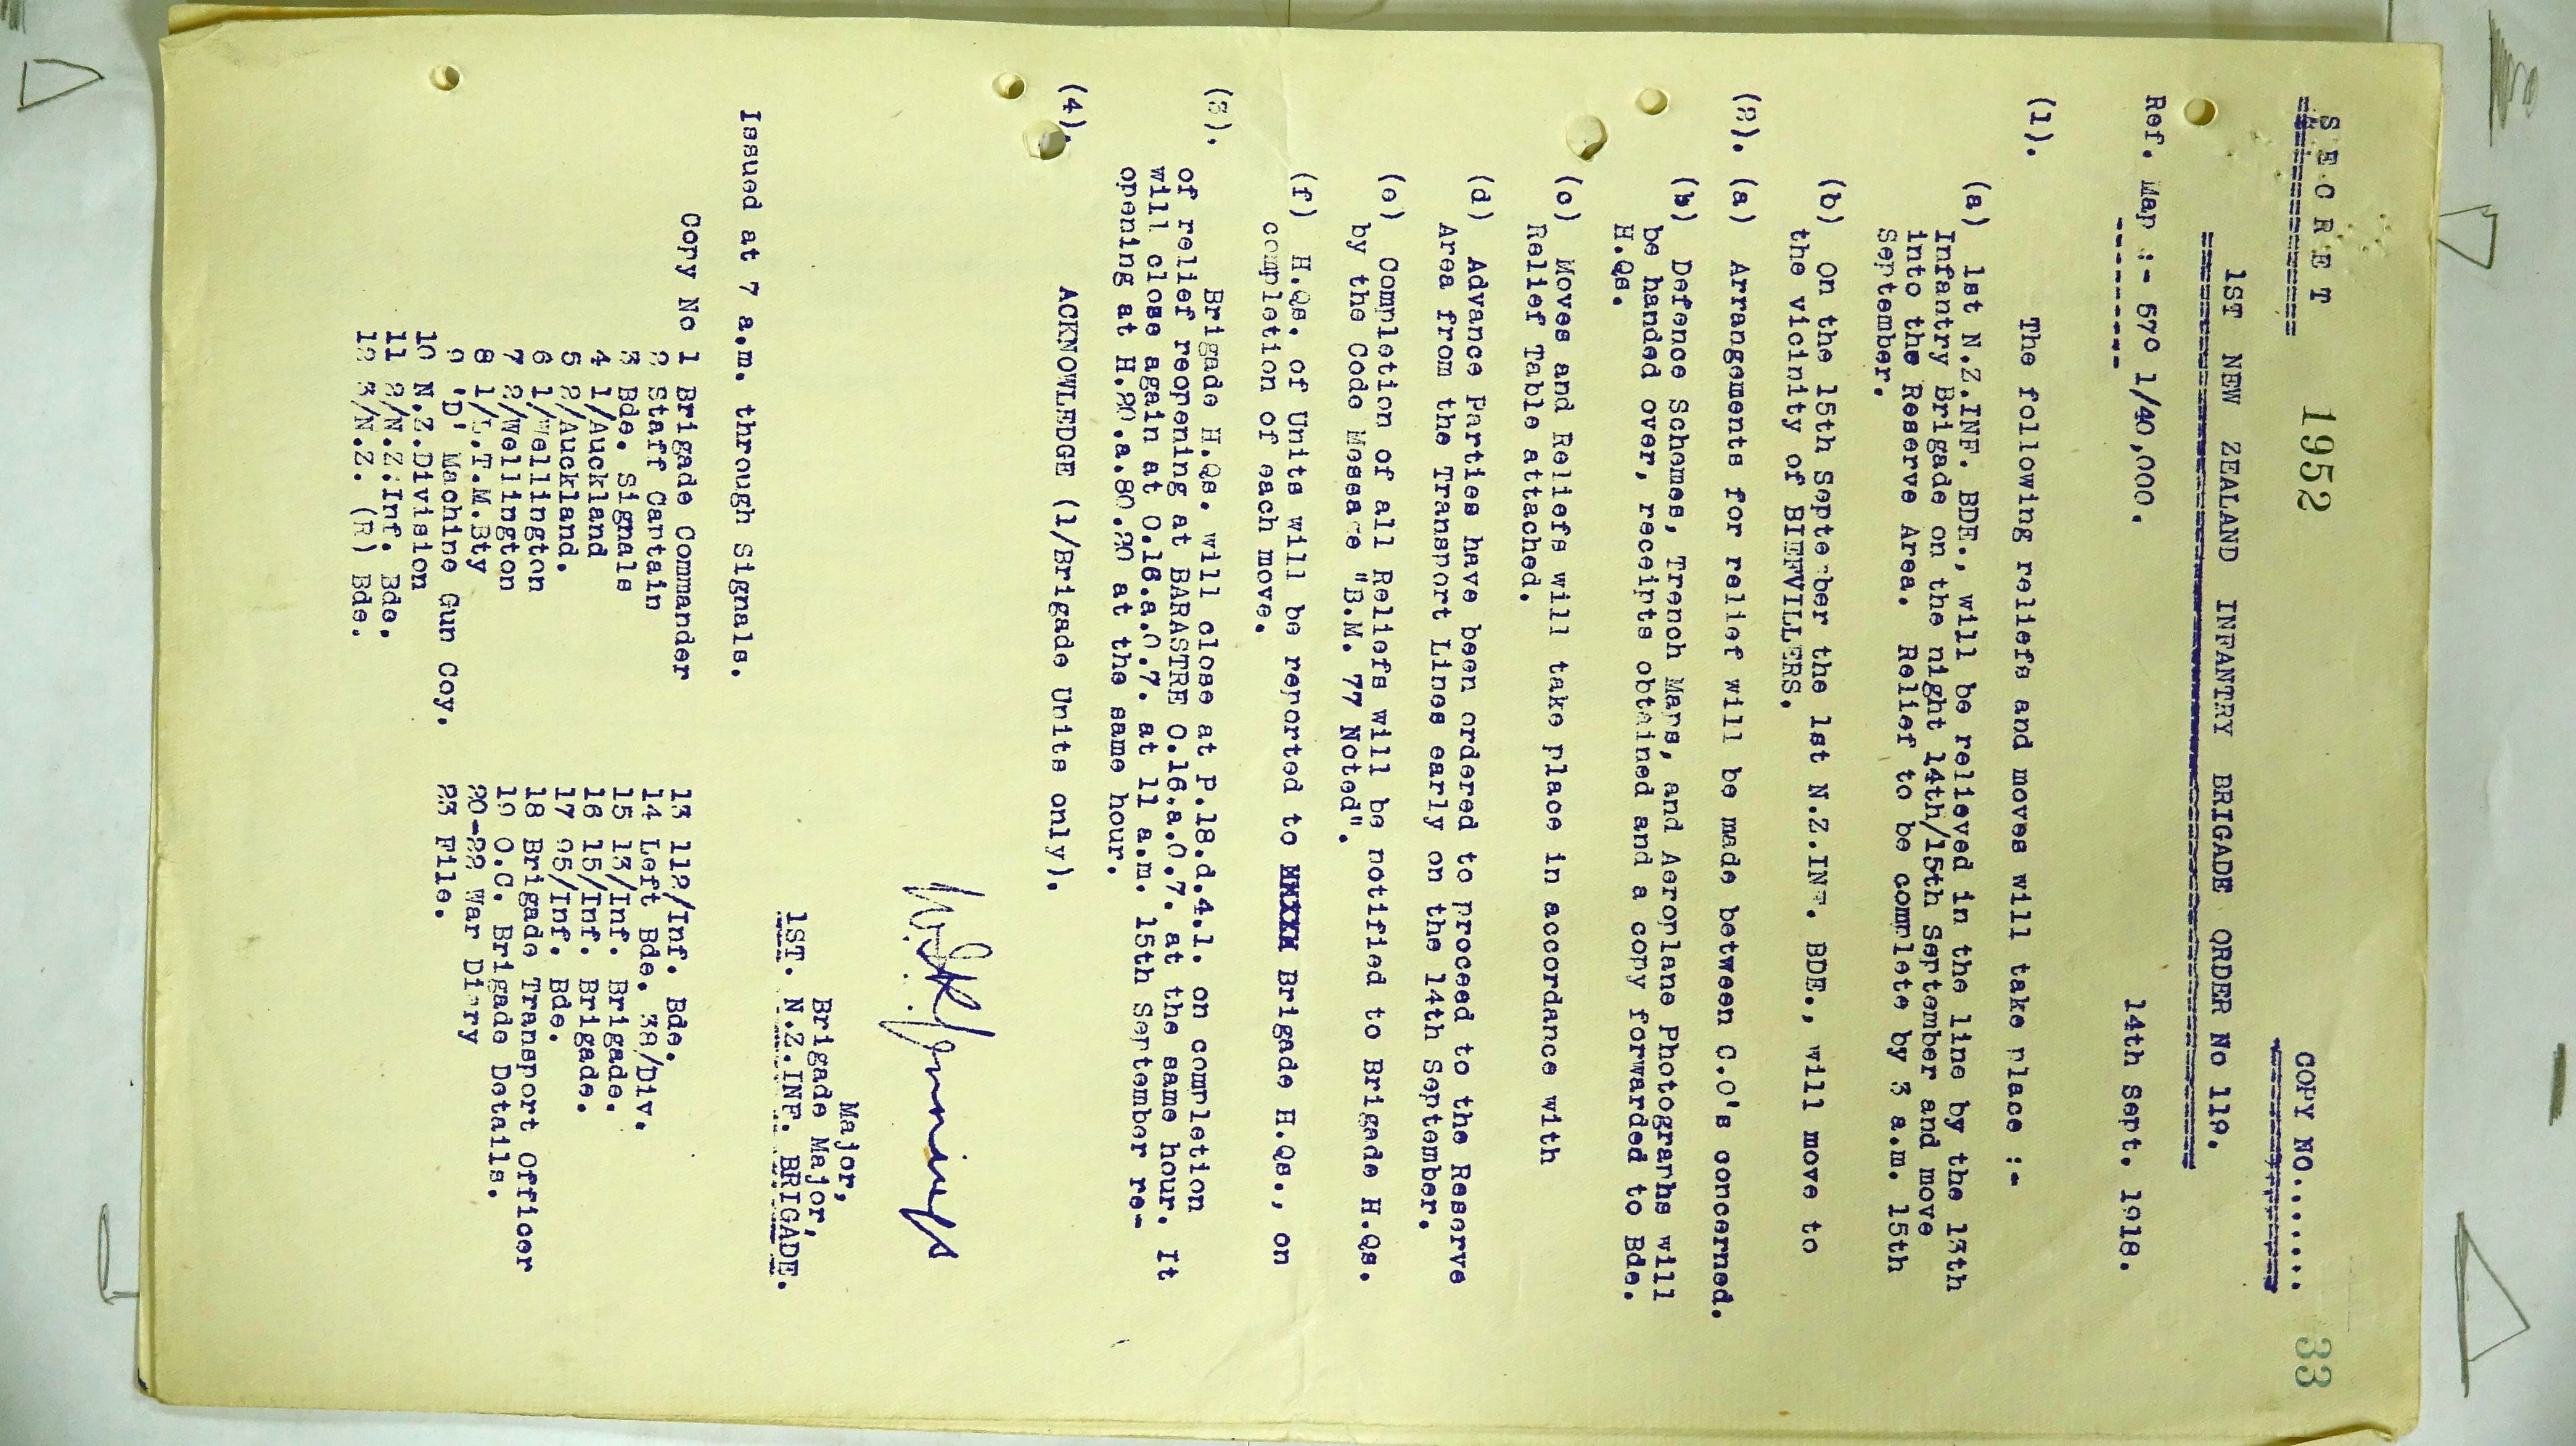 S E C R E T 1952 COPY NO........ 33
1ST NEW ZEALAND INFANTRY BRIGADE ORDER No 119.
Ref. Map :- 57c 1/40,000. 14th Sept. 1918.
(1). The following reliefs and moves will take place :-
(a) 1st N.Z.INF. BDE., will be relieved in the line by the 13th
Infantry Brigade on the night 14th/15th September and move
into the Reserve Area. Relief to be complete by 3 a.m. 15th
September.
(b) On the 15th September the 1st N.Z.INF. BDE., will move to
the vicinity of BIEFVILLERS.
(2). (a) Arrangements for relief will be made between C.O's concerned.
(b) Defence Schemes, Trench Maps, and Aeroplane Photographs will
be handed over, receipts obtained and a copy forwarded to Bde.
H.Qs.
(c) Moves and Reliefs will take place in accordance with
Relief Table attached.
(d) Advance Parties have been ordered to proceed to the Reserve
Area from the Transport Lines early on the 14th September.
(e) Completion of all Reliefs will be notified to Brigade H.Qs.
by the Code Message "B.M. 77 Noted".
(f) H.Qs. of Units will be reported to Brigade H.Qs., on
completion of each move.
(3). Brigade H.Qs. will close at P.18.d.4.1. on completion
of relief reopening at BARASTRE O.16.a.0.7. at the same hour. It
will close again at O.16.a.0.7. at 11 a.m. 15th September re-
opening at H.20.a.80.20 at the same hour.
(4). ACKNOWLEDGE (1/Brigade Units only).
Major,
Brigade Major,
1ST. N.Z.INF. BRIGADE.
Issued at 7 a.m. through Signals.
Copy No 1 Brigade Commander
2 Staff Captain
3 Bde. Signals
4 1/Auckland
5 2/Auckland.
6 1/Wellington
7 2/Wellington
8 1/L.T.M.Bty
9 'D' Machine Gun Coy.
10 N.Z.Division
11 2/N.Z.Inf. Bde.
12 3/N.Z. (R) Bde.
13 112/Inf. Bde.
14 Left Bde. 38/Div.
15 13/Inf. Brigade.
16 15/Inf. Brigade.
17 95/Inf. Bde.
18 Brigade Transport Officer
19 O.C. Brigade Details.
20-22 War Diary
23 File.